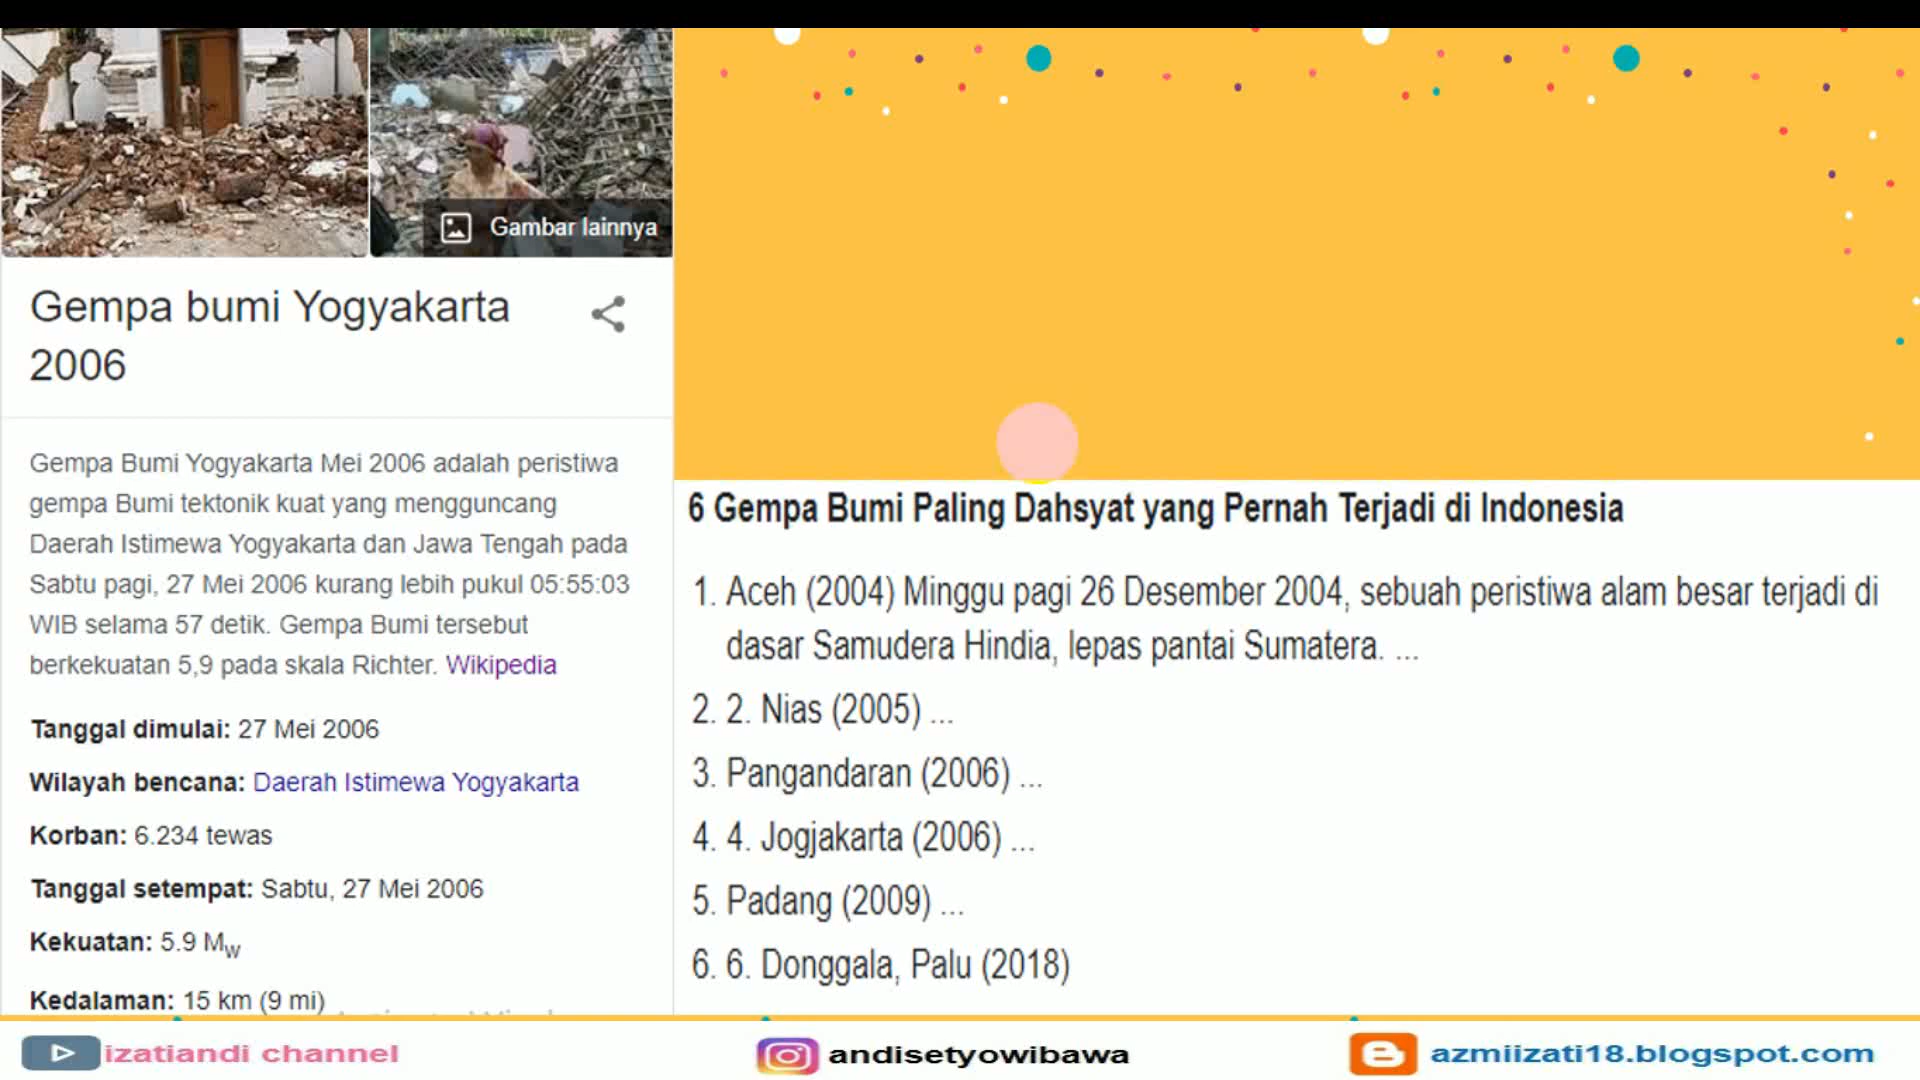 Gambar lainnya
Gempa bumi Yogyakarta
2006
Gempa Bumi Yogyakarta Mei 2006 adalah peristiwa
gempa Bumi tektonik kuat yang mengguncang
Daerah Istimewa Yogyakarta dan Jawa Tengah pada
Sabtu pagi, 27 Mei 2006 kurang lebih pukul 05:55:03
WIB selama 57 detik. Gempa Bumi tersebut
berkekuatan 5,9 pada skala Richter. Wikipedia
Tanggal dimulai: 27 Mei 2006
Wilayah bencana: Daerah Istimewa Yogyakarta
Korban: 6.234 tewas
Tanggal setempat: Sabtu, 27 Mei 2006
Kekuatan: 5.9 Mw
Kedalaman: 15 km (9 mi)
6 Gempa Bumi Paling Dahsyat yang Pernah Terjadi di Indonesia
1. Aceh (2004) Minggu pagi 26 Desember 2004, sebuah peristiwa alam besar terjadi di
dasar Samudera Hindia, lepas pantai Sumatera. ...
2. 2. Nias (2005) ...
3. Pangandaran (2006) ...
4. 4. Jogjakarta (2006) ...
5. Padang (2009) ...
6. 6. Donggala, Palu (2018)
izatiandi channel
andisetyowibawa
azmiizati18.blogspot.com